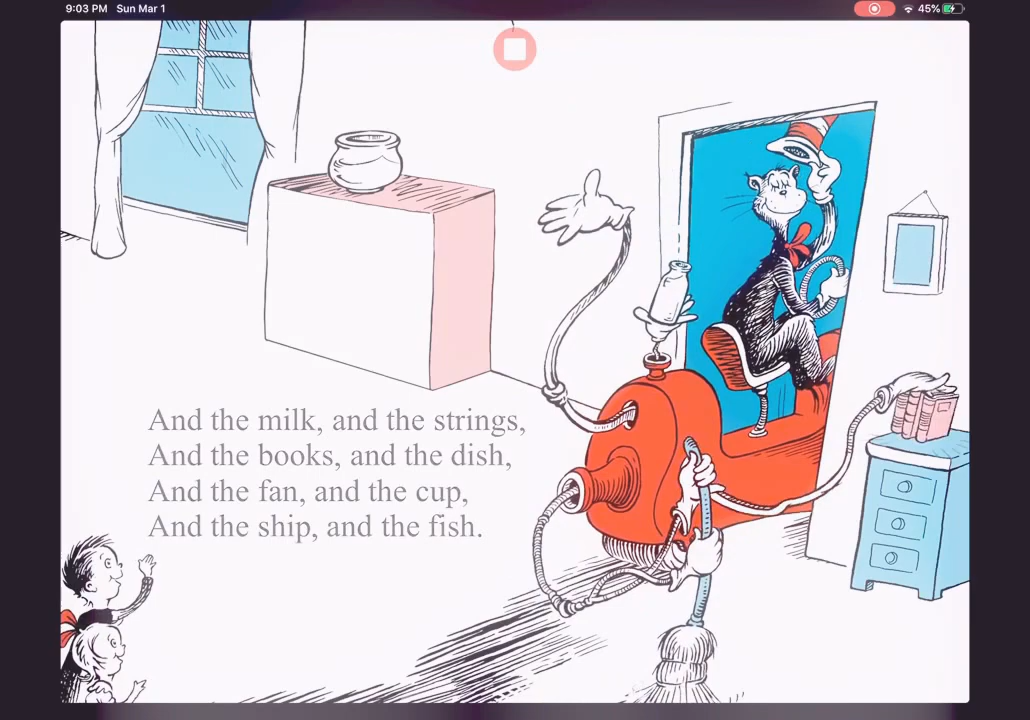 9:03 PM Sun Mar 1
45%
And the milk, and the strings,
And the books, and the dish,
And the fan, and the cup,
And the ship, and the fish.